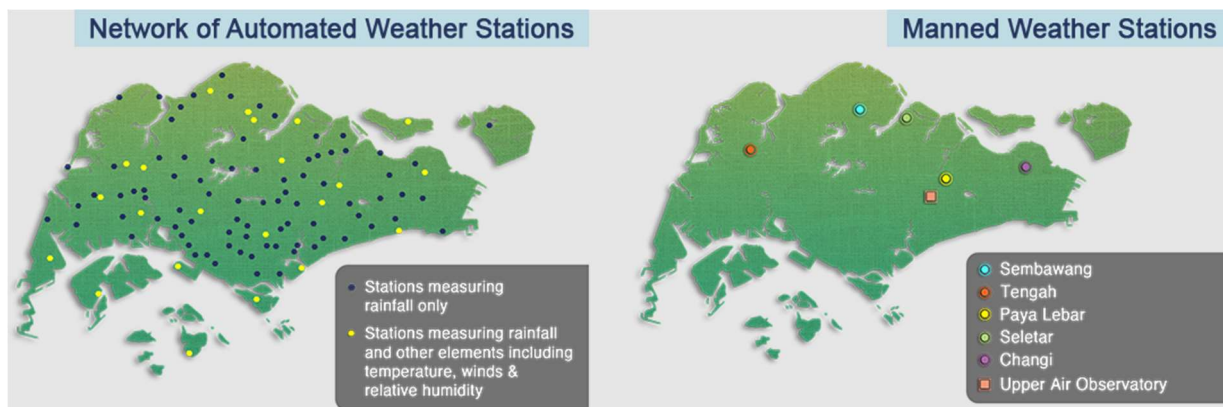 Network of Automated Weather Stations
Stations measuring
rainfall only
Stations measuring rainfall
and other elements including
temperature, winds &
relative humidity
Manned Weather Stations
Sembawang
Tengah
Paya Lebar
Seletar
Changi
Upper Air Observatory